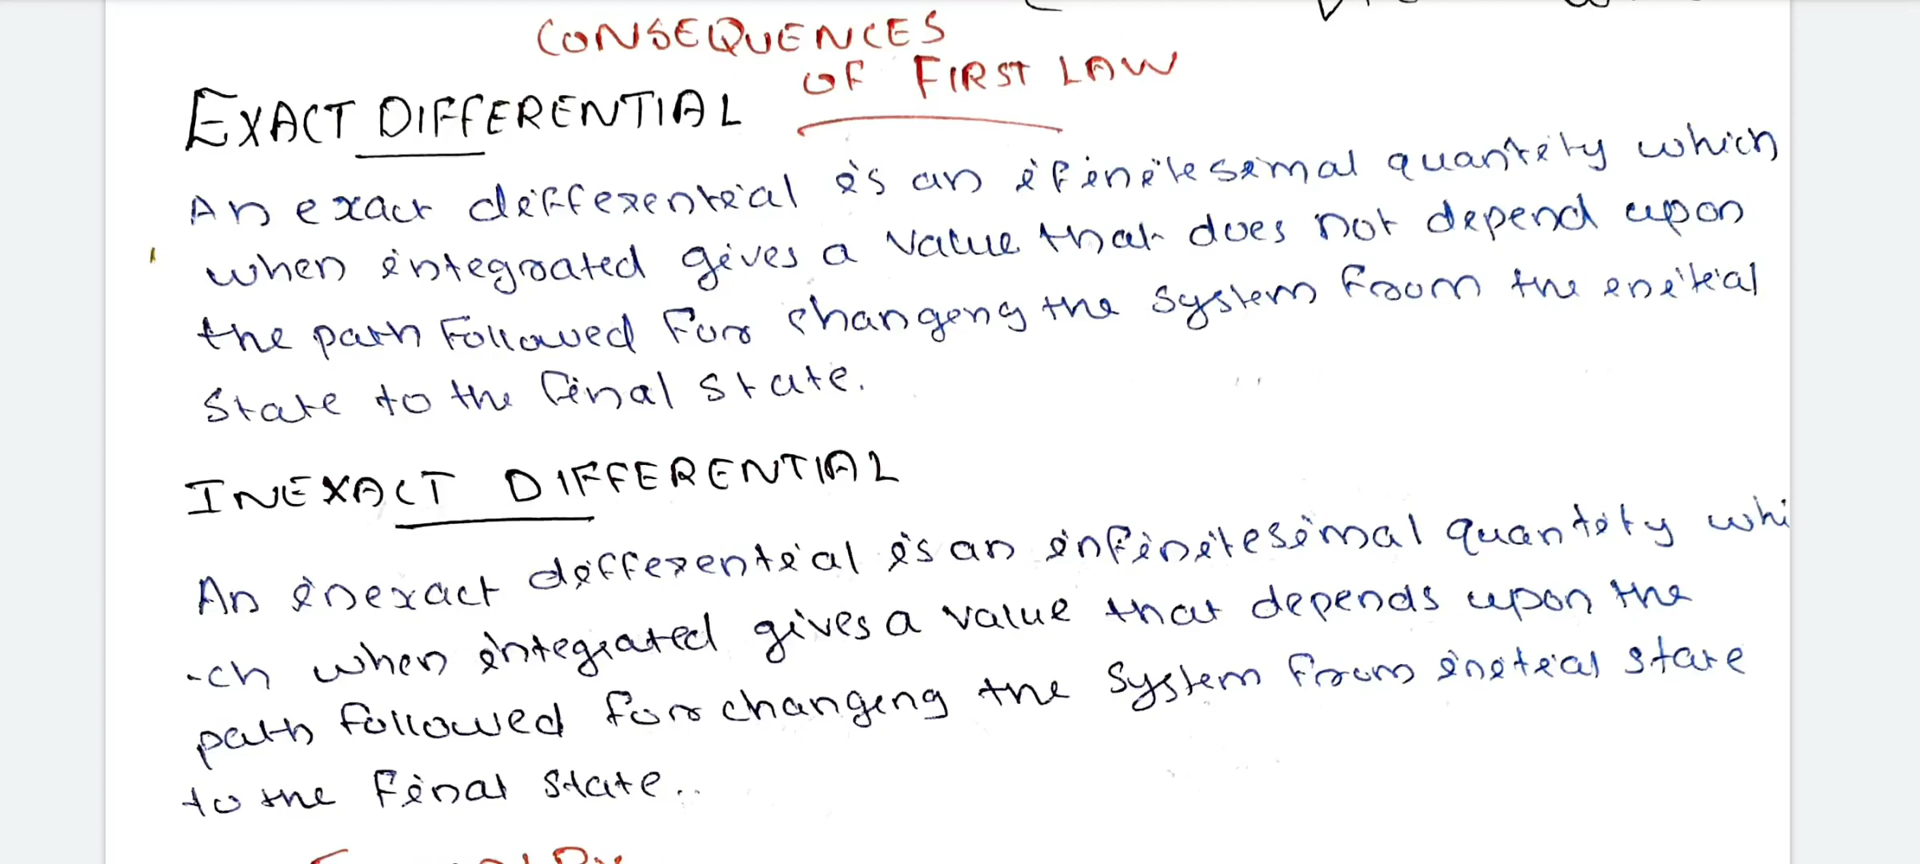 CONSEQUENCES
OF FIRST LAW
EXACT DIFFERENTIAL
An exact differential is an ifinitesimal quantity which
when integrated gives a value that does not depend upon
the path followed for changing the system from the initial
state to the final state.
INEXACT DIFFERENTIAL
An inexact differential is an infinitesimal quantity whi
-ch when integrated gives a value that depends upon the
path followed for changing the system from initial state
to the final state..